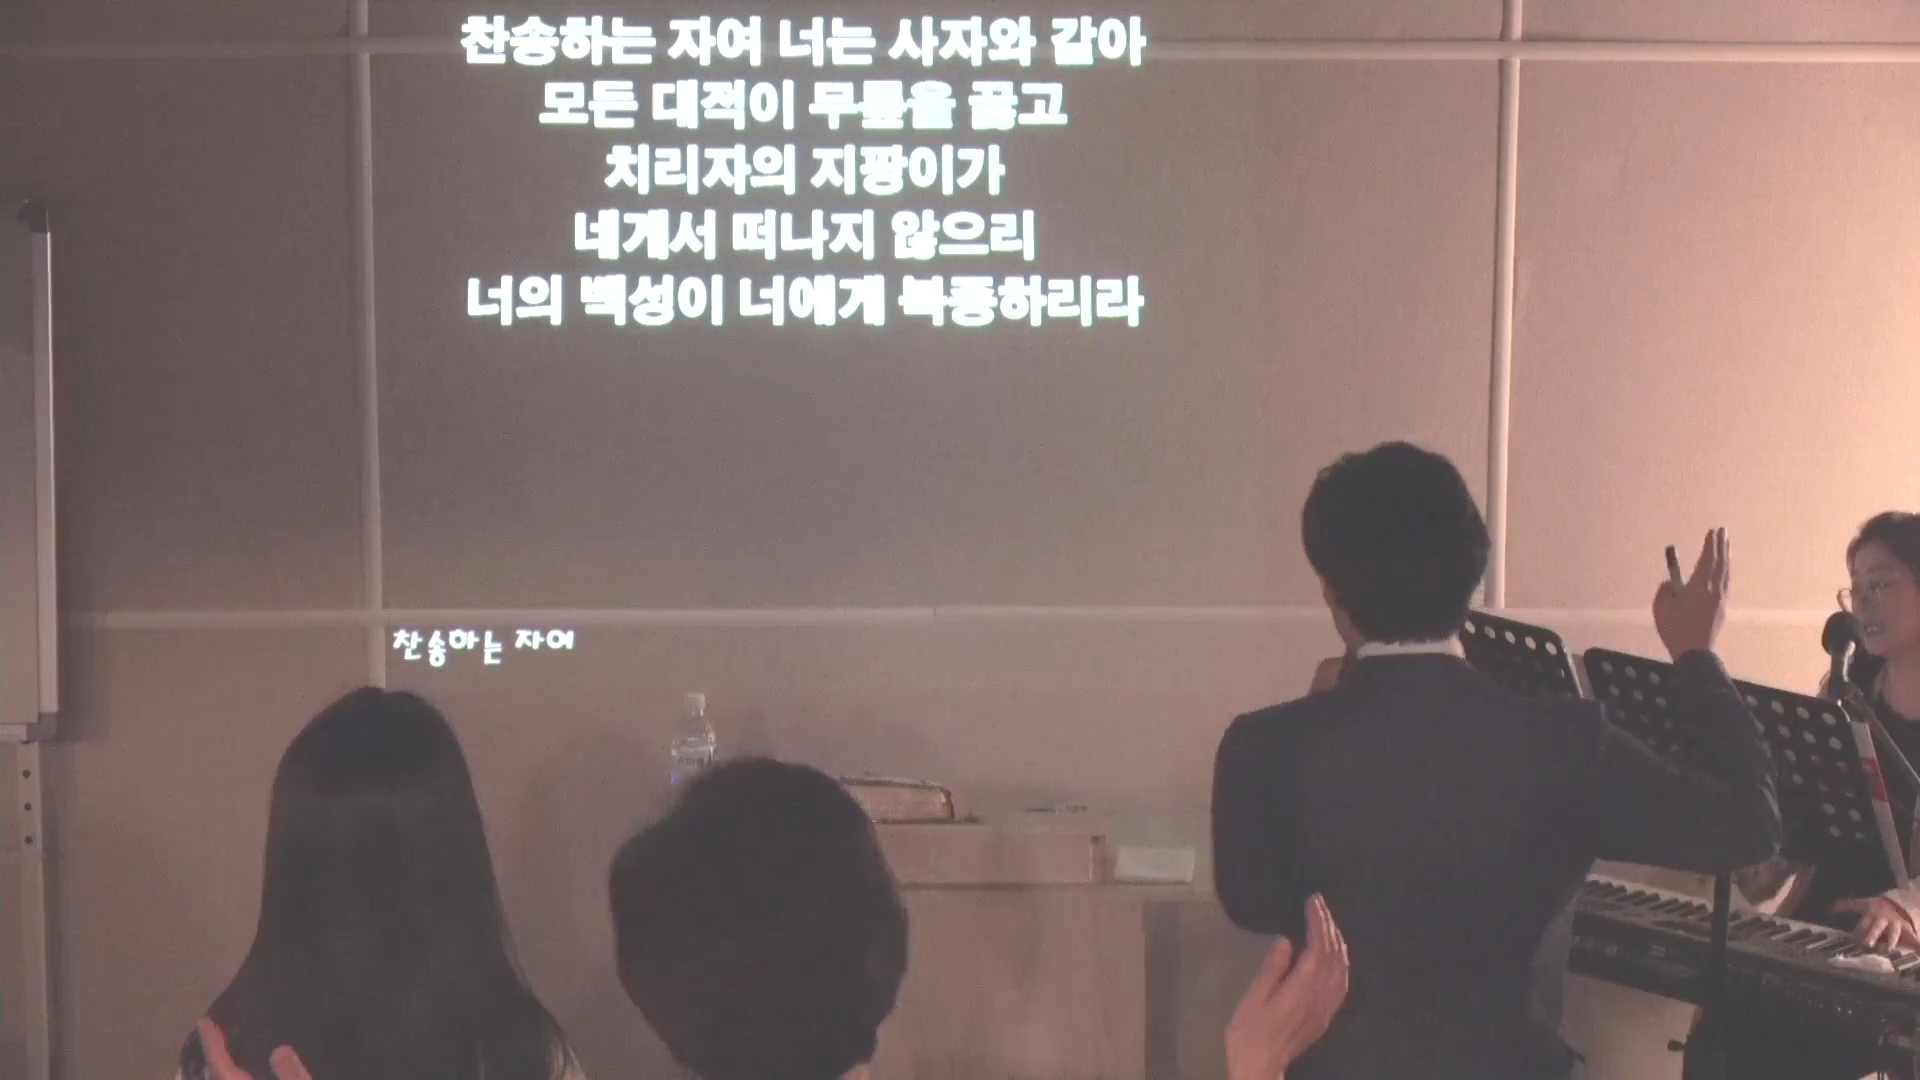 찬송하는 자여 너는 사자와 같아
모든 대적이 무릎을 꿇고
치리자의 지팡이가
네게서 떠나지 않으리
너의 백성이 너에게 복종하리라
찬송하는 자여